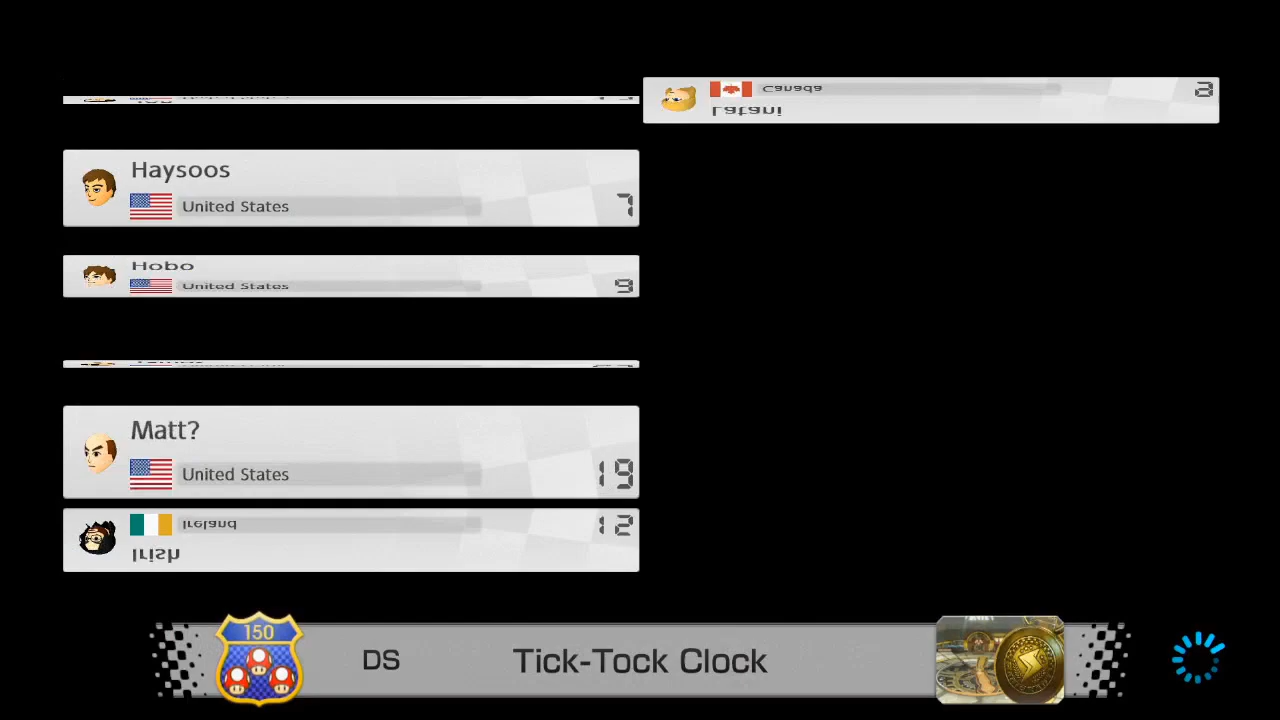 Haysoos
United States
7
Hobo
United States
9
Matt?
United States
19
Ireland 12
Irish
Canada
Latani
150
DS
Tick-Tock Clock